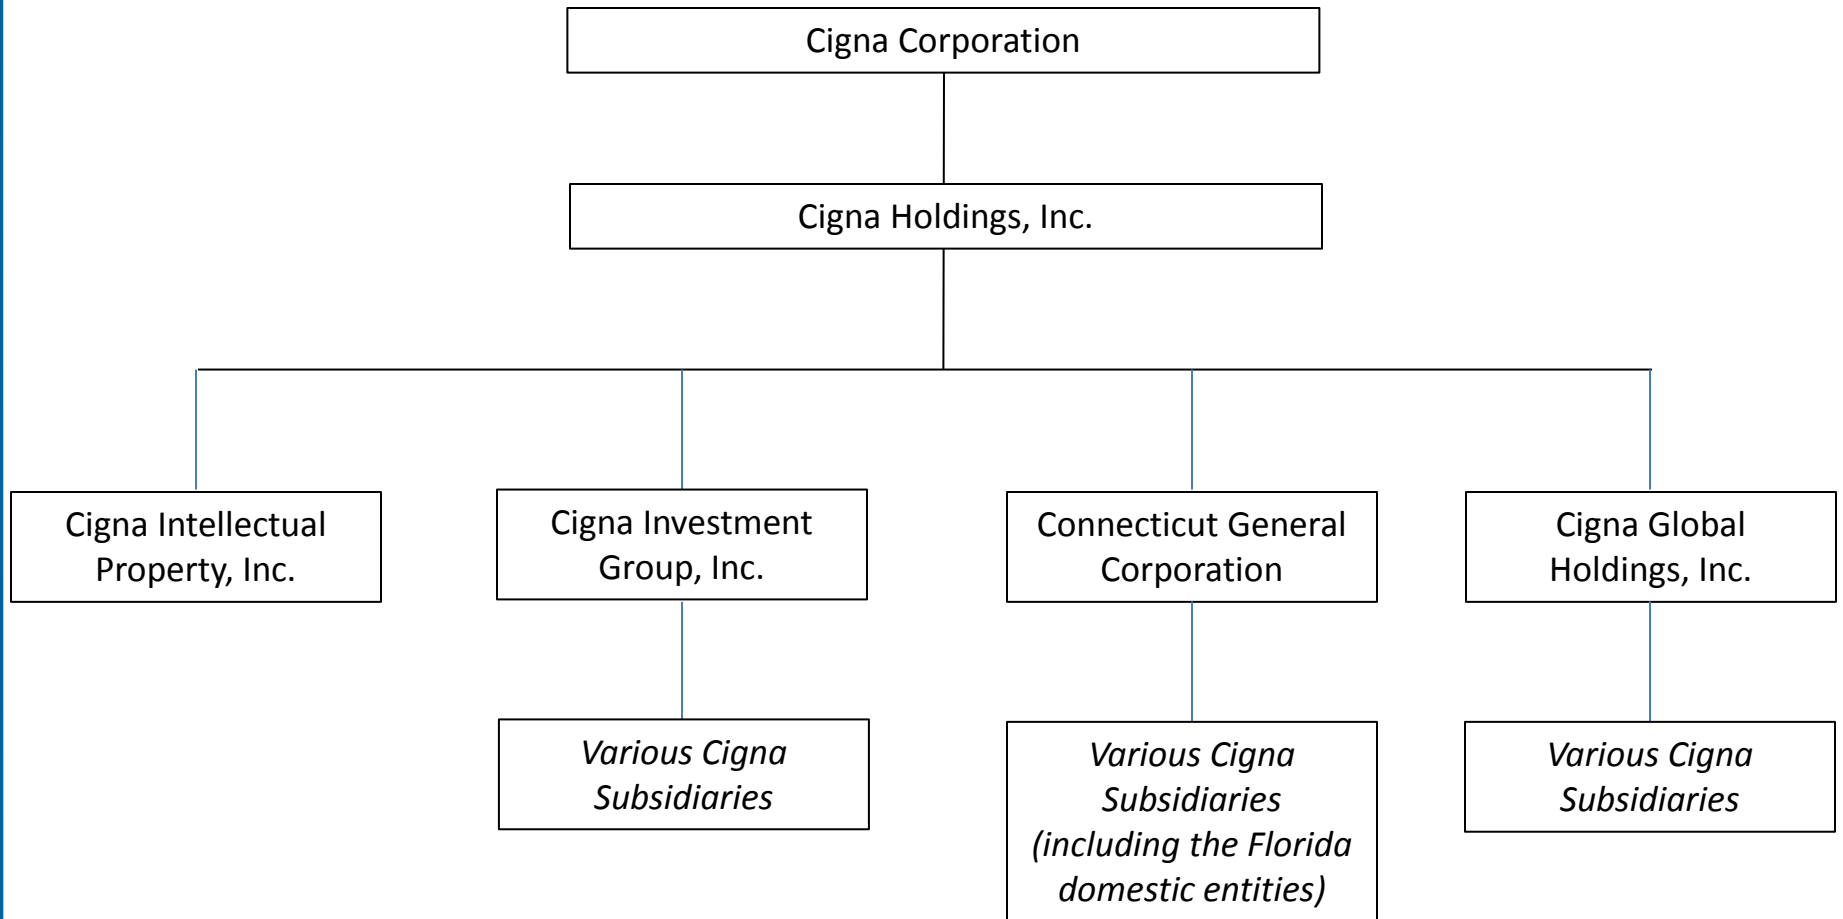 Cigna Corporation
Cigna Holdings, Inc.
Cigna Intellectual
Property, Inc.
Cigna Investment
Group, Inc.
Connecticut General
Corporation
Cigna Global
Holdings, Inc.
Various Cigna
Subsidiaries
Various Cigna
Subsidiaries
(including the Florida
domestic entities)
Various Cigna
Subsidiaries